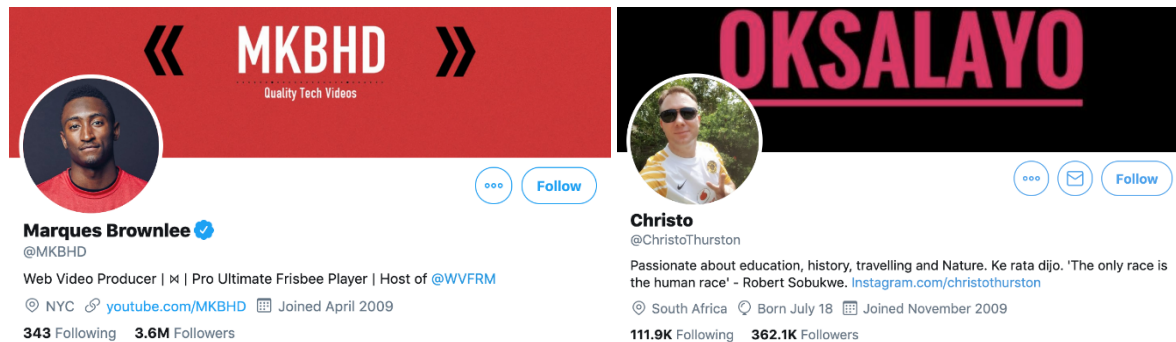 MKBHD
Quality Tech Videos
Follow
Marques Brownlee
@MKBHD
Web Video Producer | ⋈ | Pro Ultimate Frisbee Player | Host of @WVFRM
NYC youtube.com/MKBHD Joined April 2009
343 Following 3.6M Followers
OKSALAYO
Follow
Christo
@ChristoThurston
Passionate about education, history, travelling and Nature. Ke rata dijo. 'The only race is
the human race' - Robert Sobukwe. Instagram.com/christothurston
South Africa Born July 18 Joined November 2009
111.9K Following 362.1K Followers